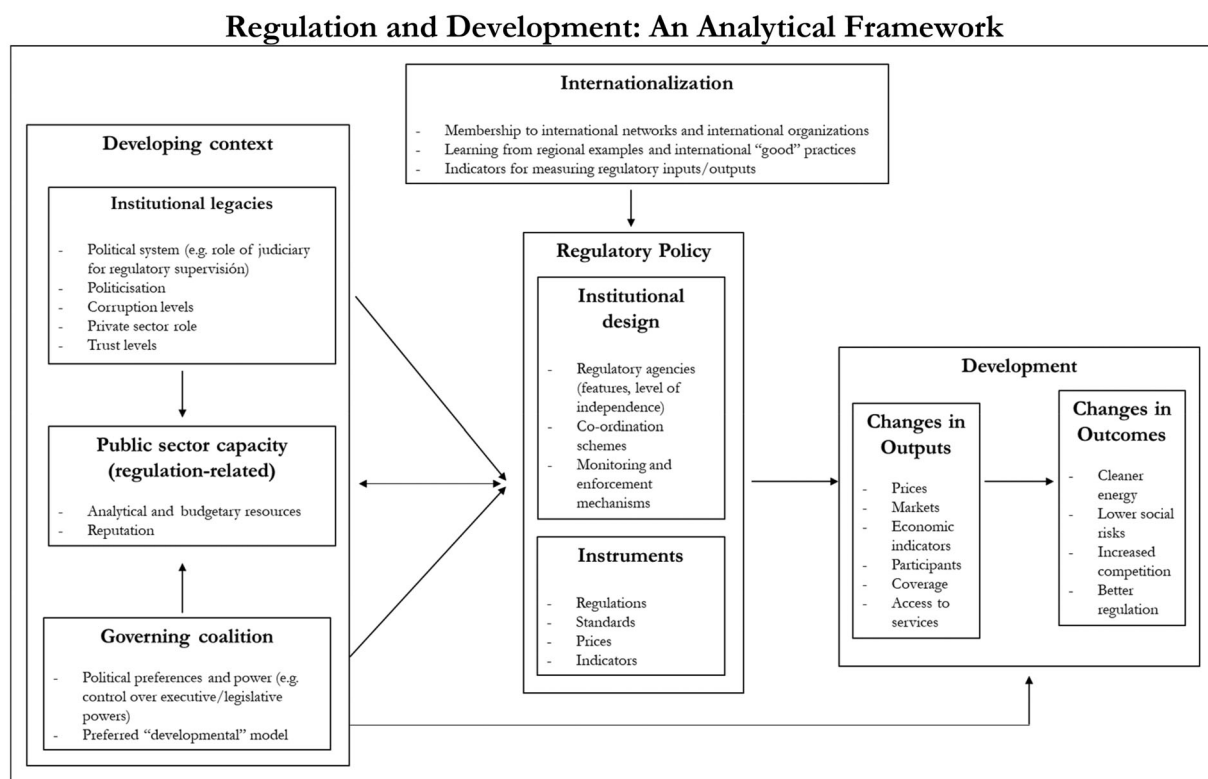 Regulation and Development: An Analytical Framework
Internationalization
- Membership to international networks and international organizations
- Learning from regional examples and international “good” practices
- Indicators for measuring regulatory inputs/outputs
Developing context
Institutional legacies
- Political system (e.g. role of judiciary
for regulatory supervisión)
- Politicisation
- Corruption levels
- Private sector role
- Trust levels
Public sector capacity
(regulation-related)
- Analytical and budgetary resources
- Reputation
Governing coalition
- Political preferences and power (e.g.
control over executive/legislative
powers)
- Preferred “developmental” model
Regulatory Policy
Institutional
design
- Regulatory agencies
(features, level of
independence)
- Co-ordination
schemes
- Monitoring and
enforcement
mechanisms
Instruments
- Regulations
- Standards
- Prices
- Indicators
Development
Changes in
Outputs
- Prices
- Markets
- Economic
indicators
- Participants
- Coverage
- Access to
services
Changes in
Outcomes
- Cleaner
energy
- Lower social
risks
- Increased
competition
- Better
regulation